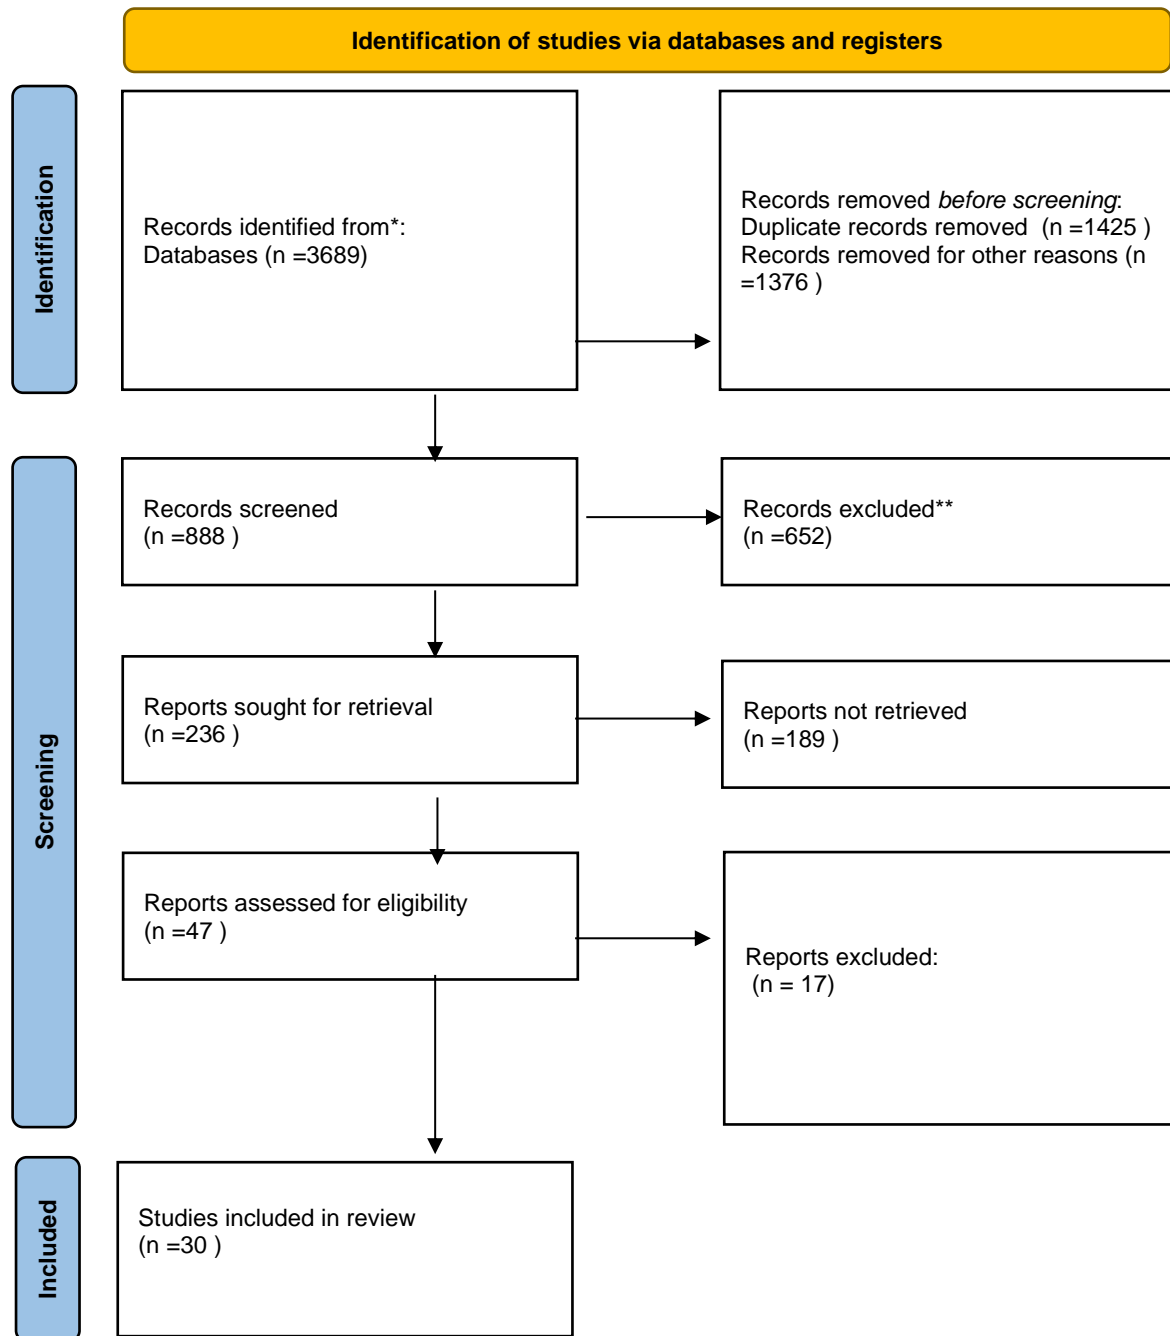 Identification of studies via databases and registers
Identification
Records identified from*:
Databases (n =3689)
Records removed before screening:
Duplicate records removed  (n =1425 )
Records removed for other reasons (n
=1376 )
Screening
Records screened
(n =888 )
Records excluded**
(n =652)
Reports sought for retrieval
(n =236 )
Reports not retrieved
(n =189 )
Reports assessed for eligibility
(n =47 )
Reports excluded:
(n = 17)
Included
Studies included in review
(n =30 )